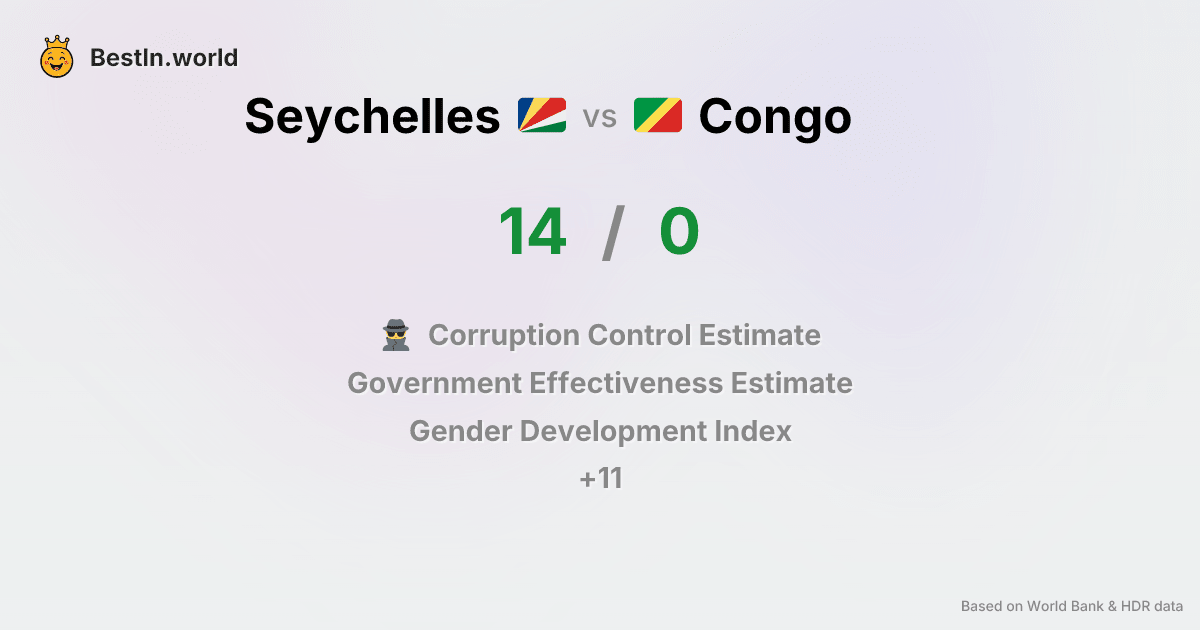 BestIn.world
Seychelles vs Congo
14 / 0
Corruption Control Estimate
Government Effectiveness Estimate
Gender Development Index
+11
Based on World Bank & HDR data